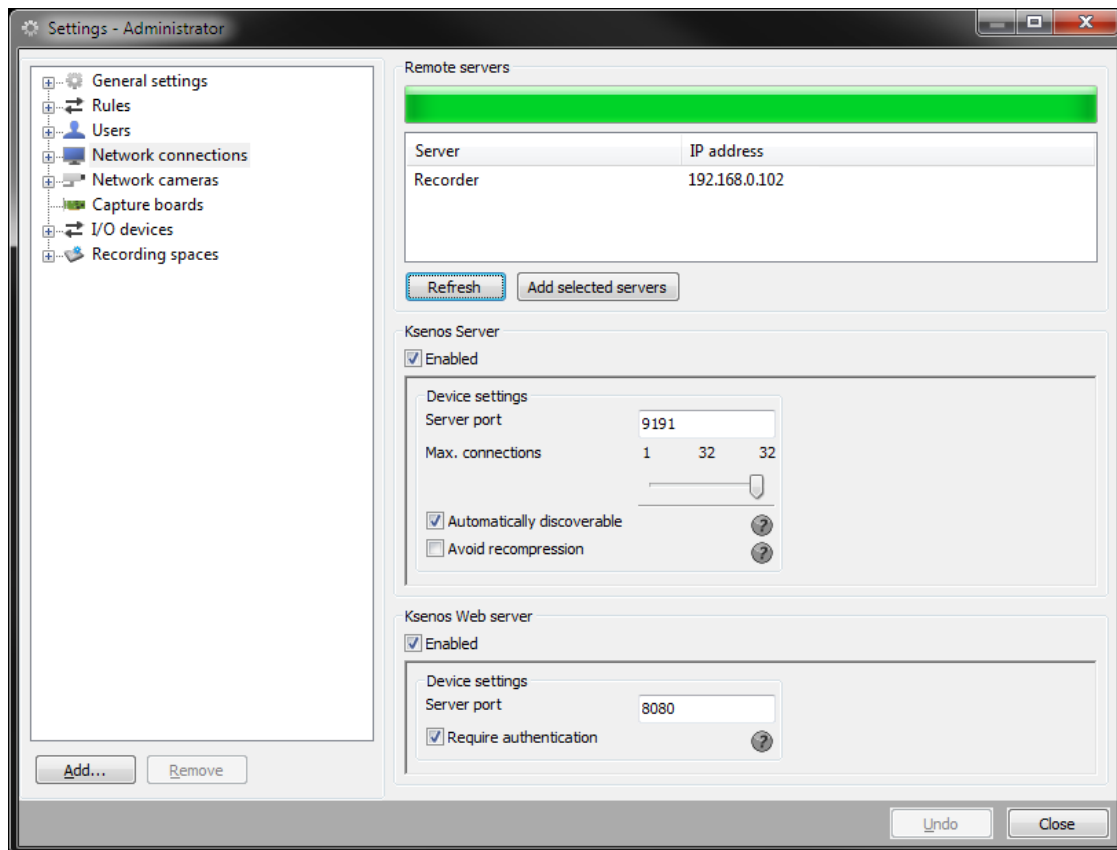 Settings - Administrator
General settings
Rules
Users
Network connections
Network cameras
Capture boards
I/O devices
Recording spaces
Add...
Remove
Remote servers
Server IP address
Recorder 192.168.0.102
Refresh Add selected servers
Ksenos Server
Enabled
Device settings
Server port 9191
Max. connections 1 32 32
Automatically discoverable ?
Avoid recompression ?
Ksenos Web server
Enabled
Device settings
Server port 8080
Require authentication ?
Undo Close